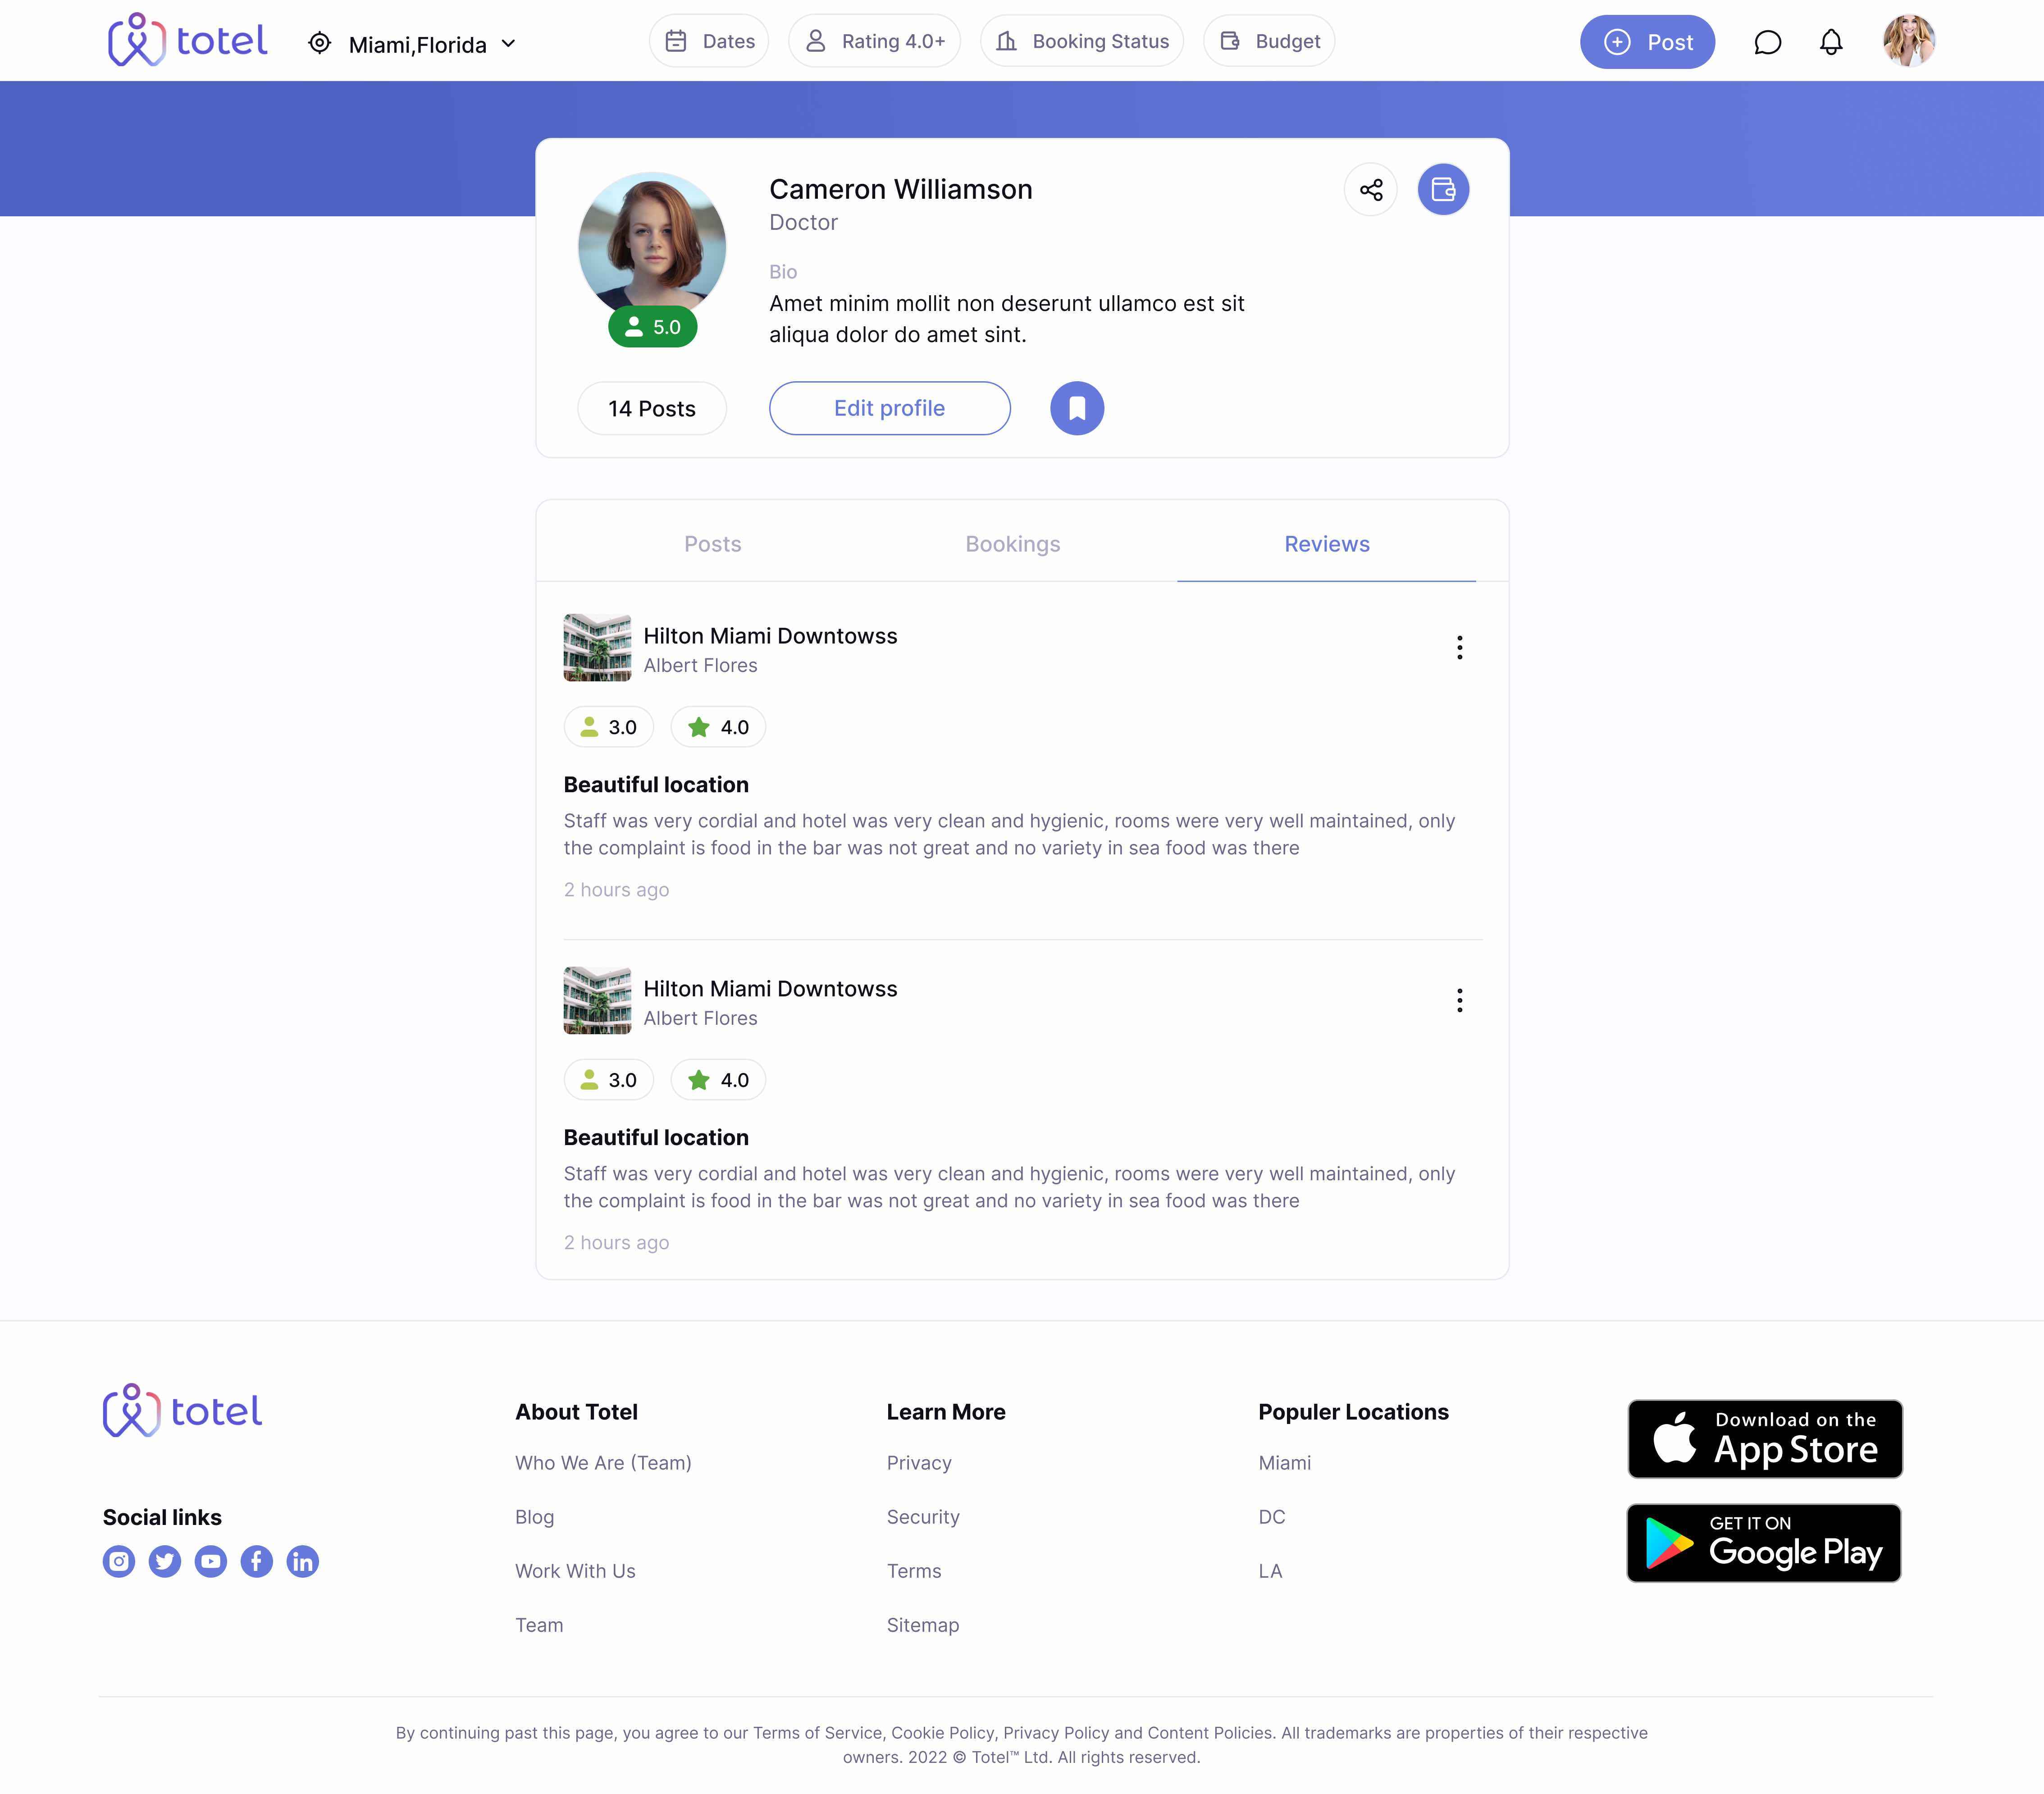 totel
Miami,Florida
Dates
Rating 4.0+
Booking Status
Budget
Post
Cameron Williamson
Doctor
Bio
Amet minim mollit non deserunt ullamco est sit
aliqua dolor do amet sint.
5.0
14 Posts
Edit profile
Posts
Bookings
Reviews
Hilton Miami Downtowss
Albert Flores
3.0
4.0
Beautiful location
Staff was very cordial and hotel was very clean and hygienic, rooms were very well maintained, only
the complaint is food in the bar was not great and no variety in sea food was there
2 hours ago
Hilton Miami Downtowss
Albert Flores
3.0
4.0
Beautiful location
Staff was very cordial and hotel was very clean and hygienic, rooms were very well maintained, only
the complaint is food in the bar was not great and no variety in sea food was there
2 hours ago
totel
Social links
About Totel
Who We Are (Team)
Blog
Work With Us
Team
Learn More
Privacy
Security
Terms
Sitemap
Populer Locations
Miami
DC
LA
Download on the
App Store
GET IT ON
Google Play
By continuing past this page, you agree to our Terms of Service, Cookie Policy, Privacy Policy and Content Policies. All trademarks are properties of their respective
owners. 2022 © Totel™ Ltd. All rights reserved.